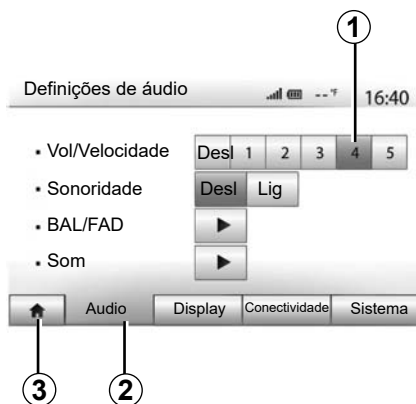 1
Definições de áudio -- °F 16:40
• Vol/Velocidade Desl 1 2 3 4 5
• Sonoridade Desl Lig
• BAL/FAD
• Som
Audio Display Conectividade Sistema
3 2